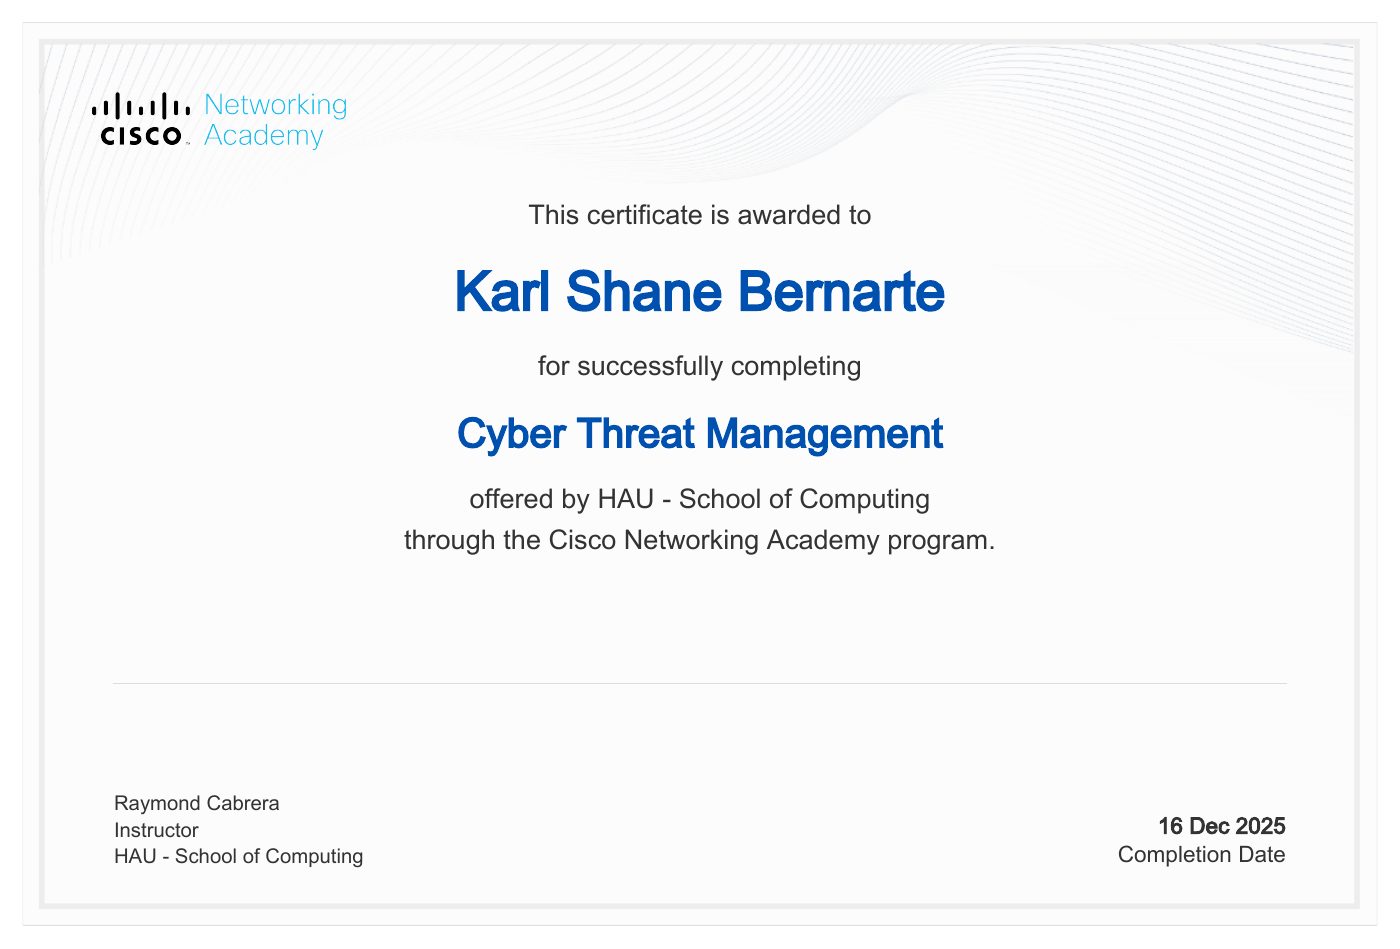 CISCO
Networking
Academy
This certificate is awarded to
Karl Shane Bernarte
for successfully completing
Cyber Threat Management
offered by HAU - School of Computing
through the Cisco Networking Academy program.
Raymond Cabrera
Instructor
HAU - School of Computing
16 Dec 2025
Completion Date